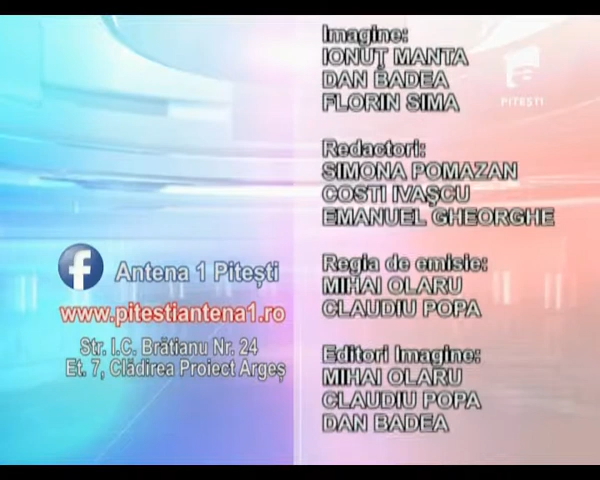 Imagine:
IONUŢ MANTA
DAN BADEA
FLORIN SIMA
PITEȘTI
Redactori:
SIMONA POMAZAN
COSTI IVAŞCU
EMANUEL GHEORGHE
Regia de emisie:
MIHAI OLARU
CLAUDIU POPA
Editori Imagine:
MIHAI OLARU
CLAUDIU POPA
DAN BADEA
f
Antena 1 Pitești
www.pitestiantena1.ro
Str. I.C. Brătianu Nr. 24
Et. 7, Clădirea Proiect Argeș